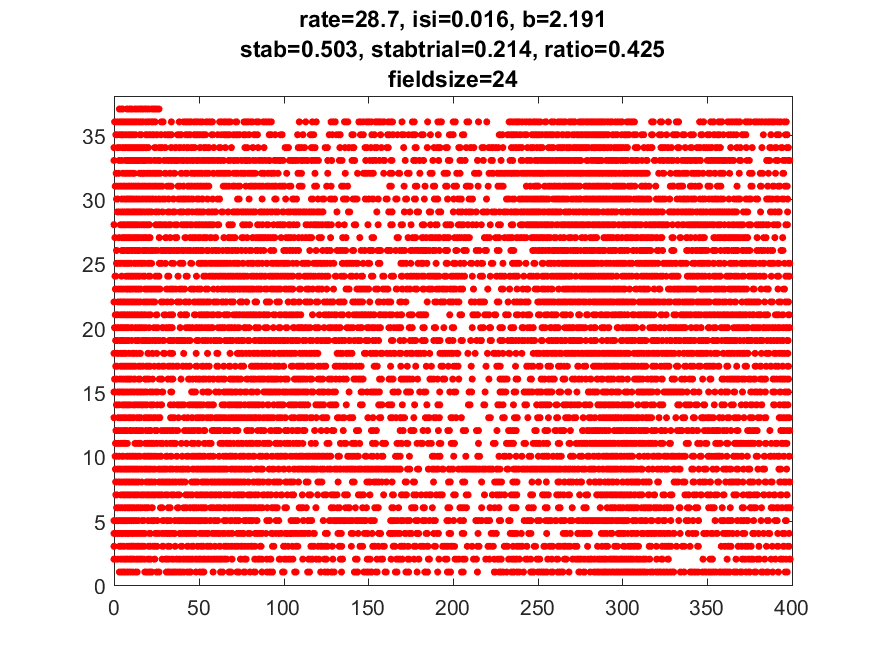 rate=28.7, isi=0.016, b=2.191
stab=0.503, stabtrial=0.214, ratio=0.425
fieldsize=24
35
30
25
20
15
10
5
0
0 50 100 150 200 250 300 350 400